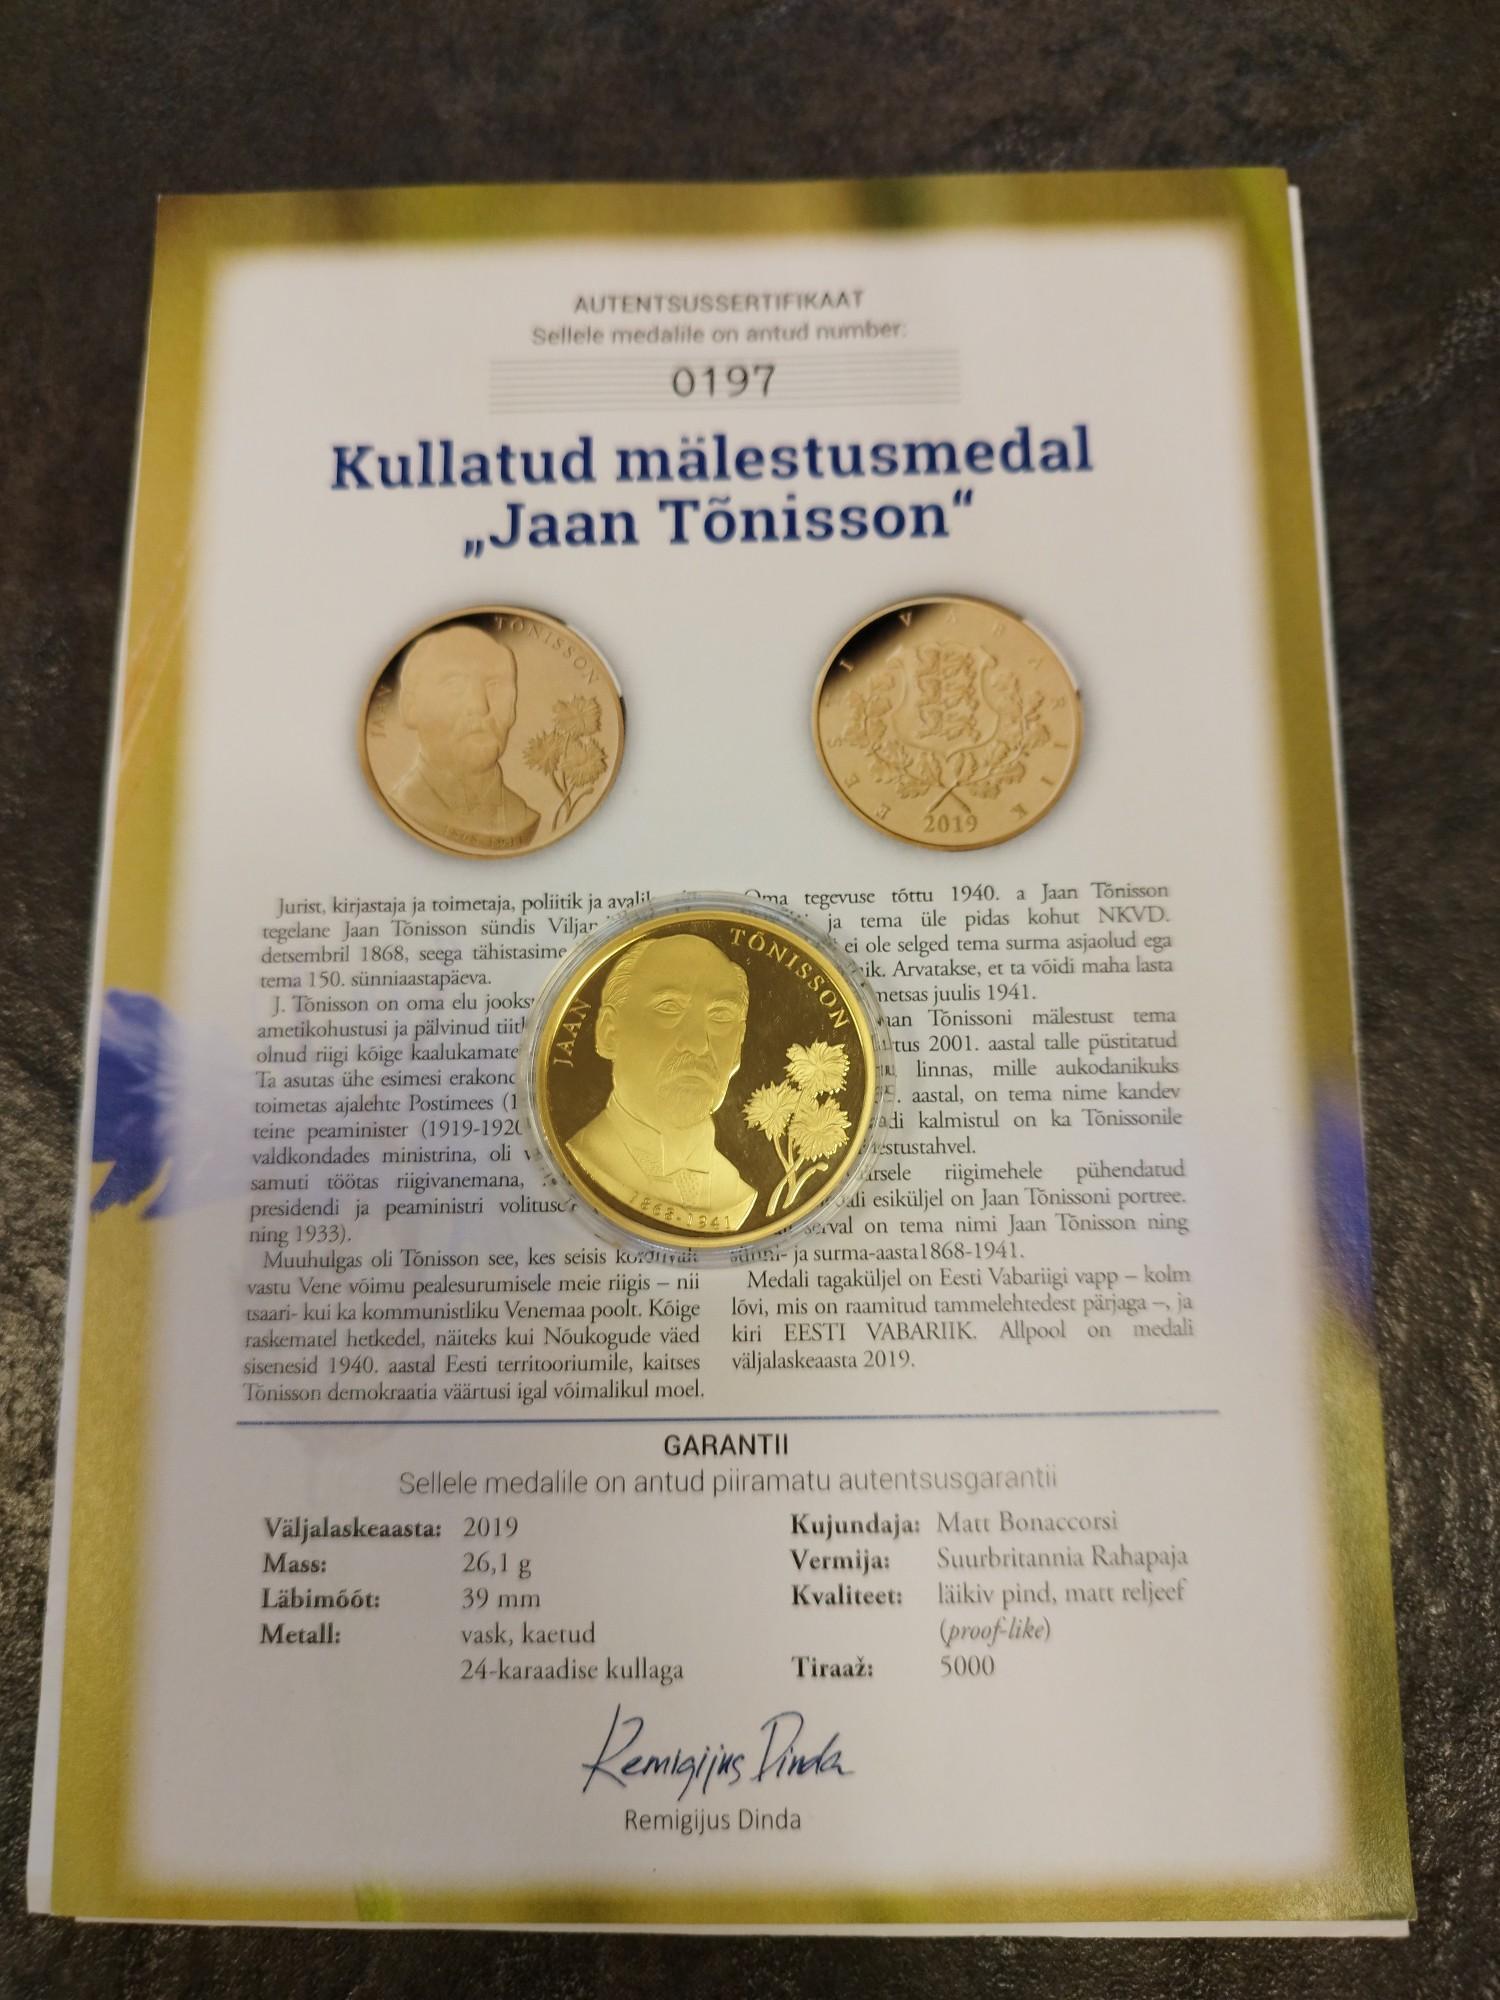 AUTENTSUSSERTIFIKAAT
Sellele medalile on antud number:
0197
Kullatud mälestusmedal
„Jaan Tõnisson“
JAAN TÕNISSON
1868-1941
EESTI VABARIIK
2019
Jurist, kirjastaja ja toimetaja, poliitik ja
tegelane Jaan Tõnisson sündis
detsembril 1868, seega tähistasime
tema 150. sünniaastapäeva.
J. Tõnisson on oma elu
ametikohustusi ja pälvinud
olnud riigi kõige
Ta asutas ühe esimesi
toimetas ajalehte Postimees
teine peaminister
valdkondades ministrina, oli
samuti töötas riigivanemana,
presidendi ja peaministri
ning 1933).
Muuhulgas oli Tõnisson see, kes seisis
vastu Vene võimu pealesurumisele meie riigis – nii
tsaari- kui ka kommunistliku Venemaa poolt. Kõige
raskematel hetkedel, näiteks kui Nõukogude väed
sisenesid 1940. aastal Eesti territooriumile, kaitses
Tõnisson demokraatia väärtusi igal võimalikul moel.
Oma tegevuse tõttu 1940. a Jaan Tõnisson
ja tema üle pidas kohut NKVD.
ei ole selged tema surma asjaolud ega
Arvatakse, et ta võidi maha lasta
metsas juulis 1941.
Tõnissoni mälestust tema
2001. aastal talle püstitatud
linnas, mille aukodanikuks
aastal, on tema nime kandev
kalmistul on ka Tõnissonile
riigimehele pühendatud
esiküljel on Jaan Tõnissoni portree.
serval on tema nimi Jaan Tõnisson ning
sünni- ja surma-aasta1868-1941.
Medali tagaküljel on Eesti Vabariigi vapp – kolm
lõvi, mis on raamitud tammelehtedest pärjaga –, ja
kiri EESTI VABARIIK. Allpool on medali
väljalaskeaasta 2019.
JAAN TÕNISSON
1868-1941
GARANTII
Sellele medalile on antud piiramatu autentsusgarantii
Väljalaskeaasta: 2019
Mass: 26,1 g
Läbimõõt: 39 mm
Metall: vask, kaetud
24-karaadise kullaga
Kujundaja: Matt Bonaccorsi
Vermija: Suurbritannia Rahapaja
Kvaliteet: läikiv pind, matt reljeef
(proof-like)
Tiraaž: 5000
Remigijus Dinda
Remigijus Dinda